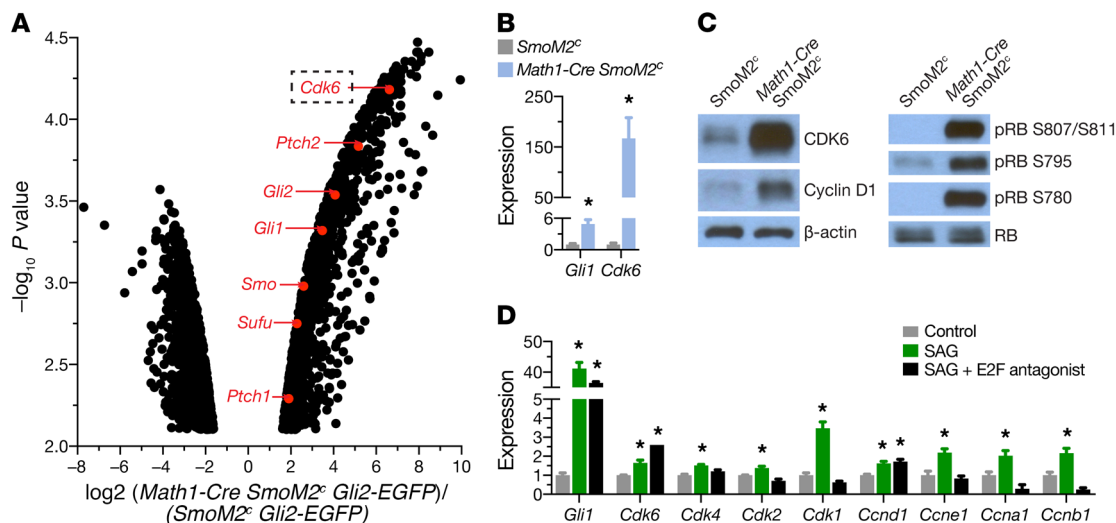 A
4.5
4.0
3.5
3.0
2.5
2.0
−log10 P value
Cdk6
Ptch2
Gli2
Gli1
Smo
Sufu
Ptch1
−8 −6 −4 −2 0 2 4 6 8 10
log2 (Math1-Cre SmoM2c Gli2-EGFP)/
(SmoM2c Gli2-EGFP)
B
SmoM2c
Math1-Cre SmoM2c
Expression
250
150
50
6
0
*
*
Gli1 Cdk6
C
SmoM2c
Math1-Cre
SmoM2c
CDK6
Cyclin D1
β-actin
SmoM2c
Math1-Cre
SmoM2c
pRB S807/S811
pRB S795
pRB S780
RB
D
Control
SAG
SAG + E2F antagonist
Expression
50
40
30
4
3
2
1
0
* * * * * * * * * * * *
Gli1 Cdk6 Cdk4 Cdk2 Cdk1 Ccnd1 Ccne1 Ccna1 Ccnb1